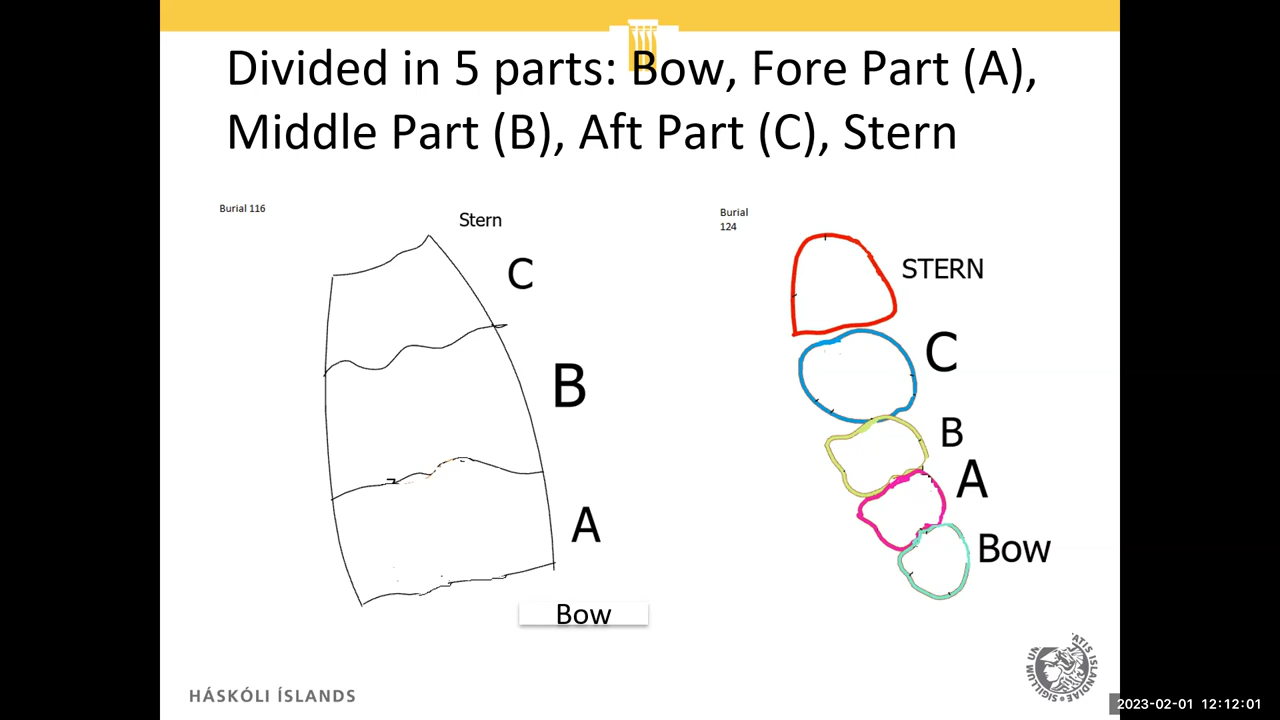 Divided in 5 parts: Bow, Fore Part (A),
Middle Part (B), Aft Part (C), Stern
Burial 116
Stern
C
B
A
Bow
Burial
124
STERN
C
B
A
Bow
HÁSKÓLI ÍSLANDS
2023-02-01 12:12:01